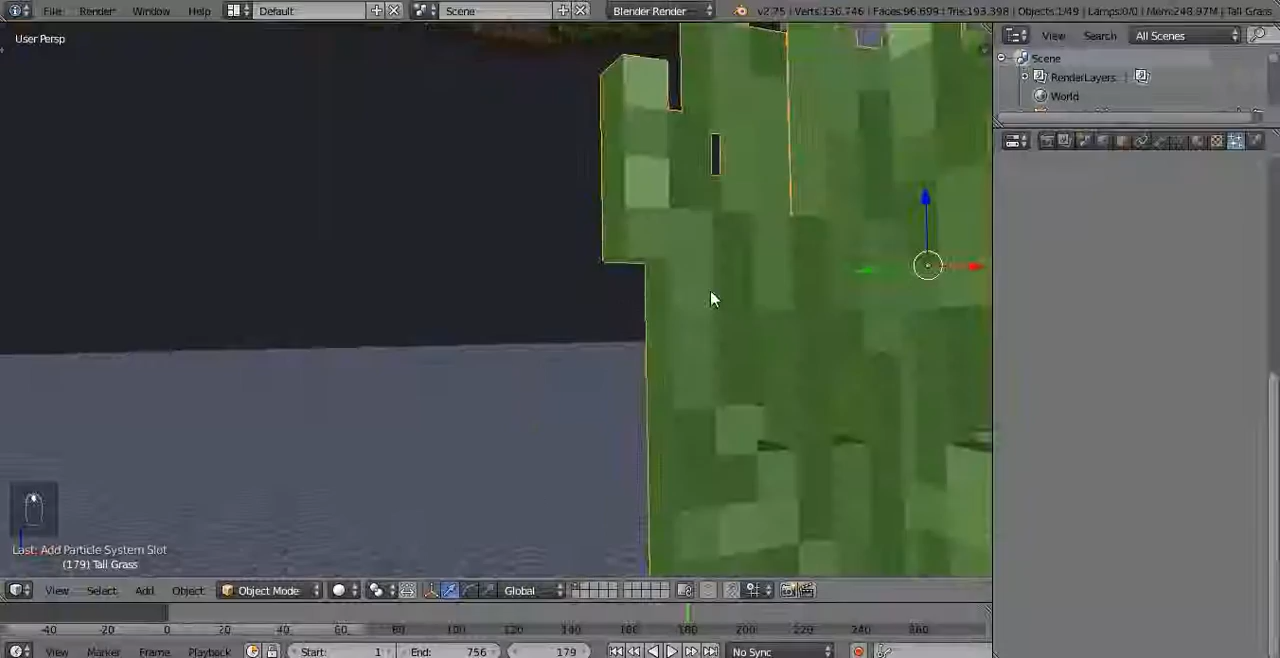 File Render Window Help Default Scene Blender Render v2.75 | Verts:136,746 | Faces:96,699 | Tris:193,398 | Objects:1/49 | Lamps:0/0 | Mem:248.97M | Tall Grass
User Persp
View Search All Scenes
Scene
RenderLayers |
World
Last: Add Particle System Slot
(179) Tall Grass
View Select Add Object Object Mode Global
-40 -20 0 20 40 60 80 100 120 140 160 180 200 220 240 260
View Marker Frame Playback Start: 1 End: 756 179 No Sync